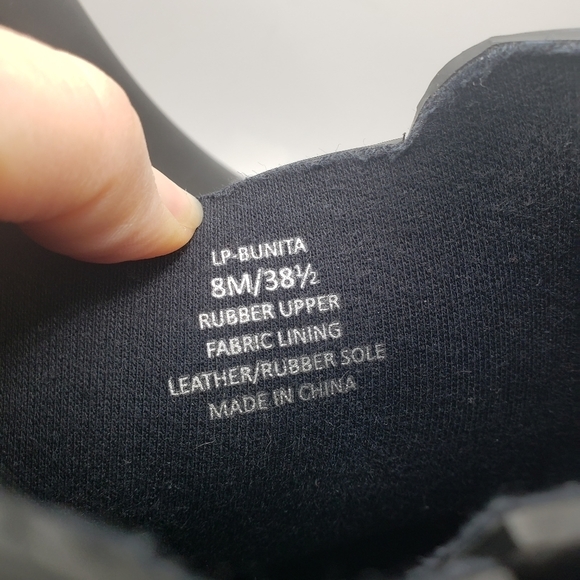 LP-BUNITA
8M/38½
RUBBER UPPER
FABRIC LINING
LEATHER/RUBBER SOLE
MADE IN CHINA